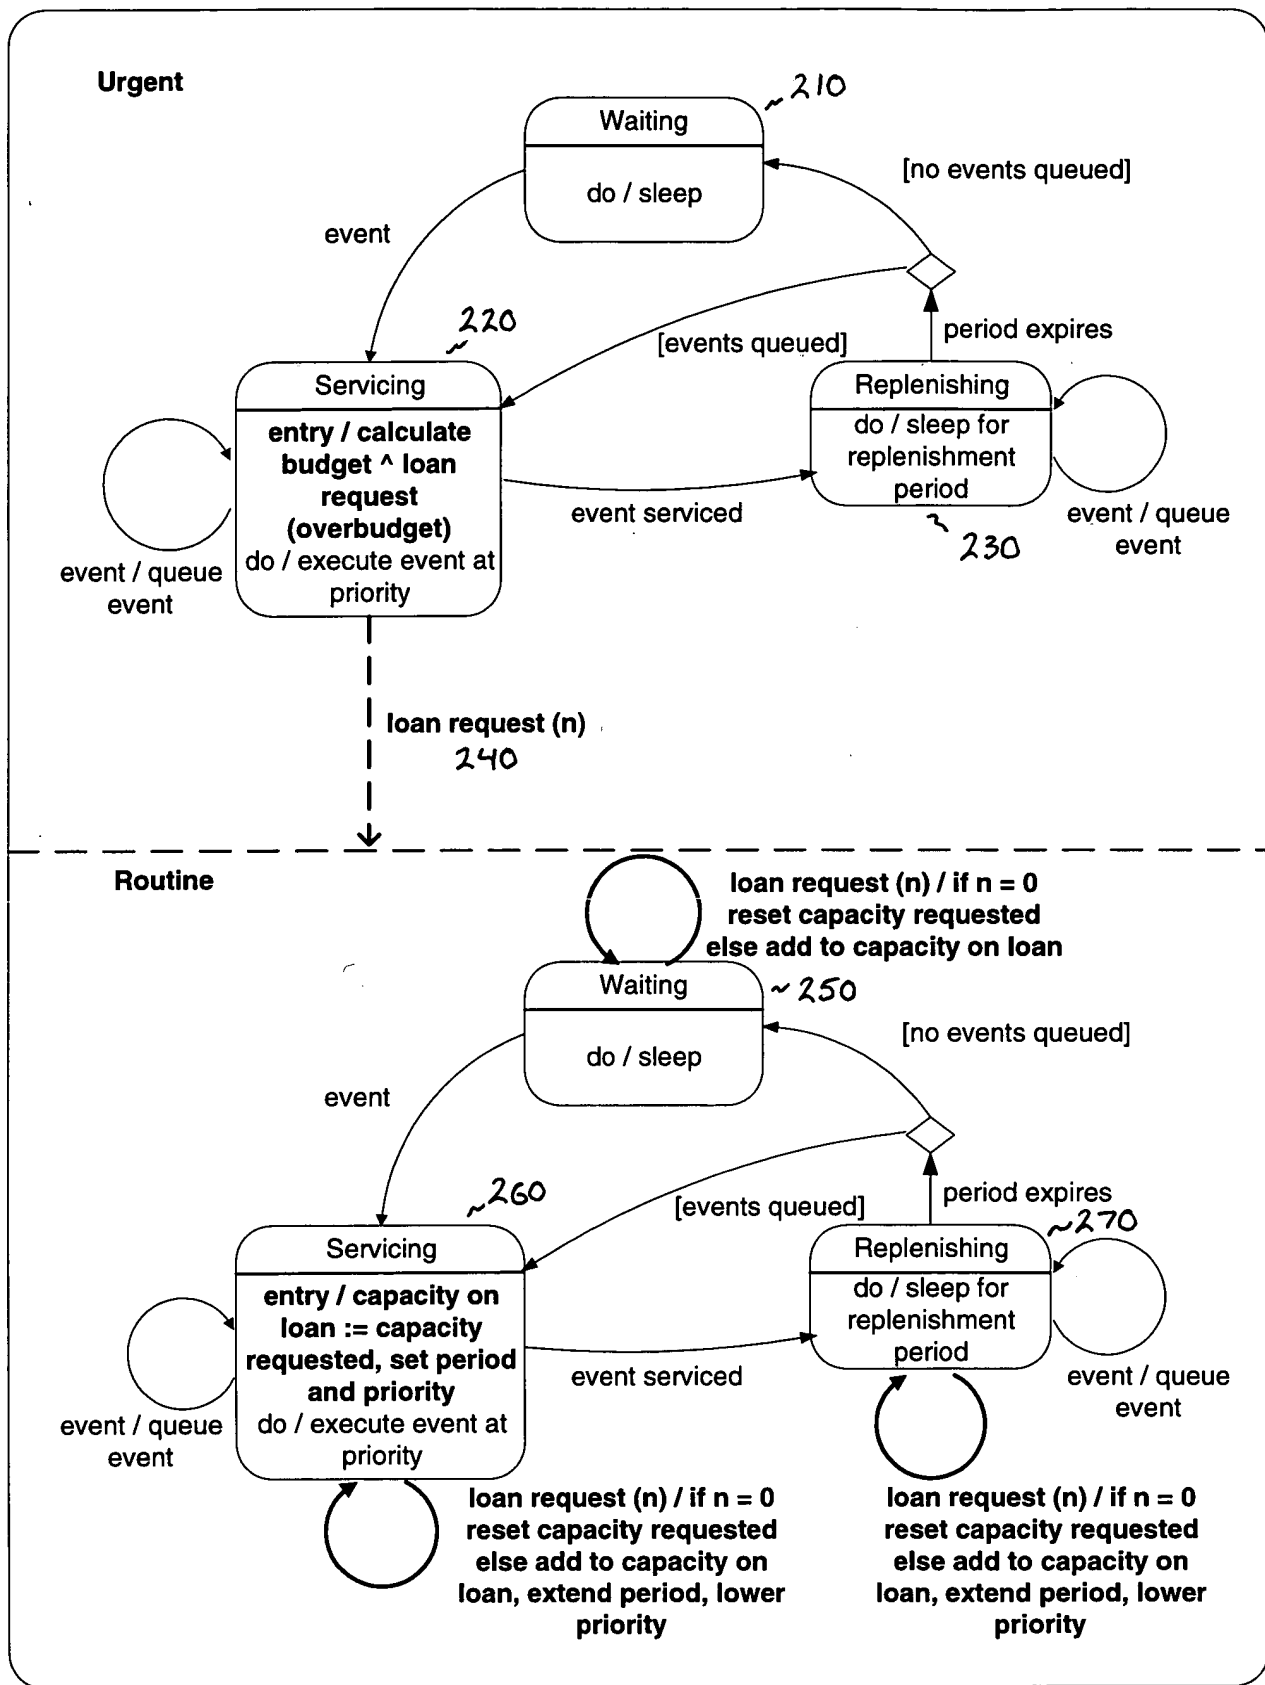 Urgent
~ 210
Waiting
do / sleep
[no events queued]
event
~ 220
[events queued]
period expires
Servicing
entry / calculate
budget ^ loan
request
(overbudget)
do / execute event at
priority
Replenishing
do / sleep for
replenishment
period
event serviced
event / queue
event
~ 230
event / queue
event
loan request (n)
240
Routine
loan request (n) / if n = 0
reset capacity requested
else add to capacity on loan
Waiting
~ 250
do / sleep
[no events queued]
event
~260
[events queued]
period expires
~270
Servicing
entry / capacity on
loan := capacity
requested, set period
and priority
do / execute event at
priority
Replenishing
do / sleep for
replenishment
period
event serviced
event / queue
event
event / queue
event
loan request (n) / if n = 0
reset capacity requested
else add to capacity on
loan, extend period, lower
priority
loan request (n) / if n = 0
reset capacity requested
else add to capacity on
loan, extend period, lower
priority